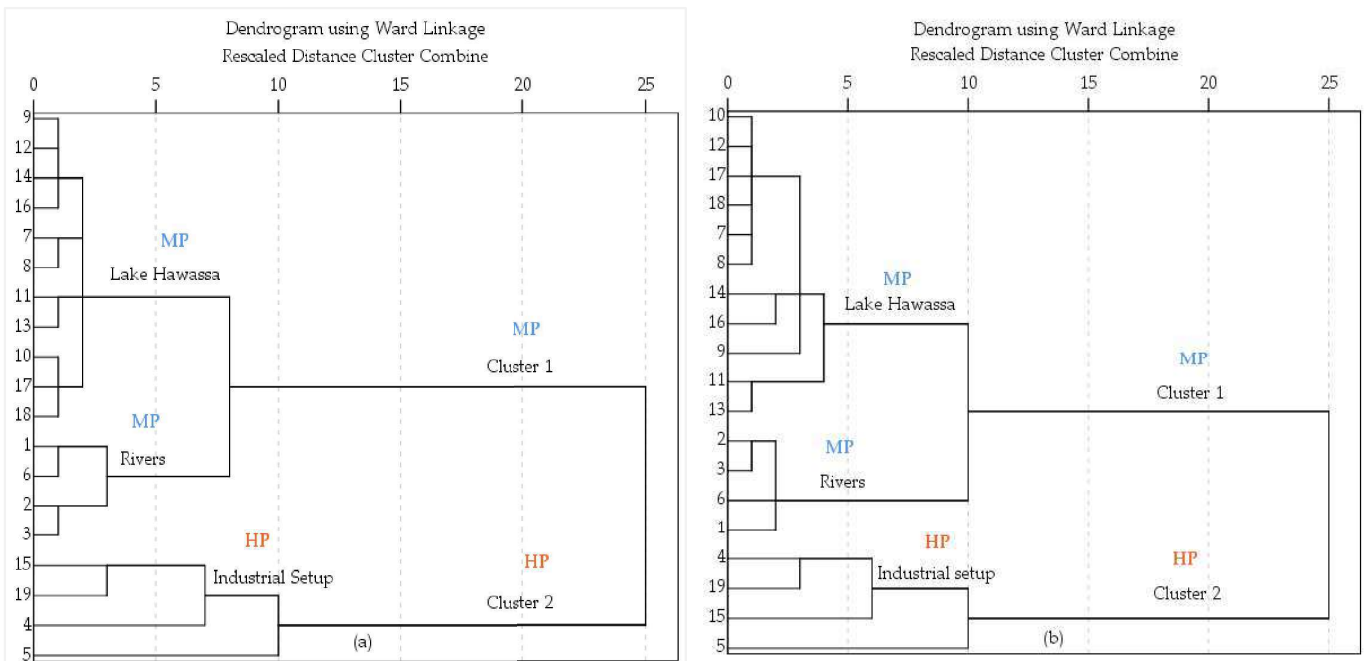 Dendrogram using Ward Linkage
Rescaled Distance Cluster Combine
0 5 10 15 20 25
9
12
14
16
7
MP
8
Lake Hawassa
11
13
MP
10
Cluster 1
17
18
MP
1
Rivers
6
2
3
HP
15
HP
Industrial Setup
19
Cluster 2
4
(a)
5
Dendrogram using Ward Linkage
Rescaled Distance Cluster Combine
0 5 10 15 20 25
10
12
17
18
7
8
MP
14
Lake Hawassa
16
9
MP
11
Cluster 1
13
2
MP
3
Rivers
6
1
HP
4
HP
Industrial setup
19
Cluster 2
15
(b)
5